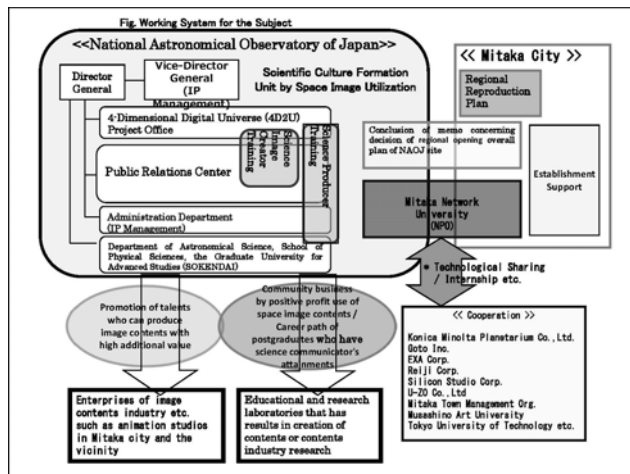 Fig. Working System for the Subject
<<National Astronomical Observatory of Japan>>
Director
General
Vice-Director
General
(IP
Management)
Scientific Culture Formation
Unit by Space Image Utilization
4-Dimensional Digital Universe (4D2U)
Project Office
Public Relations Center
Science
Image
Creator
Training
Science Producer
Training
Administration Department
(IP Management)
Department of Astronomical Science, School of
Physical Sciences, the Graduate University for
Advanced Studies (SOKENDAI)
<< Mitaka City >>
Regional
Reproduction
Plan
Conclusion of memo concerning
decision of regional opening overall
plan of NAOJ site
Establishment
Support
Mitaka Network
University
(NPO)
* Technological Sharing
/ Internship etc.
Promotion of talents
who can produce
image contents with
high additional value
Community business
by positive profit use of
space image contents /
Career path of
postgraduates who have
science communicator's
attainments
Enterprises of image
contents industry etc.
such as animation studios
in Mitaka city and the
vicinity
Educational and research
laboratories that has
results in creation of
contents or contents
industry research
<< Cooperation >>
Konica Minolta Planetarium Co.,Ltd.
Goto Inc.
EXA Corp.
Reiji Corp.
Silicon Studio Corp.
U-ZO Co.,Ltd
Mitaka Town Management Org.
Musashino Art University
Tokyo University of Technology etc.